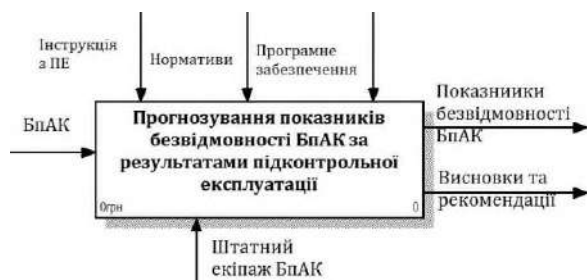 Інструкція
з ПЕ
Нормативи
Програмне
забезпечення
БпАК
Прогнозування показників
безвідмовності БпАК за
результатами підконтрольної
експлуатації
0грн
0
Показниики
безвідмовності
БпАК
Висновки та
рекомендації
Штатний
екіпаж БпАК